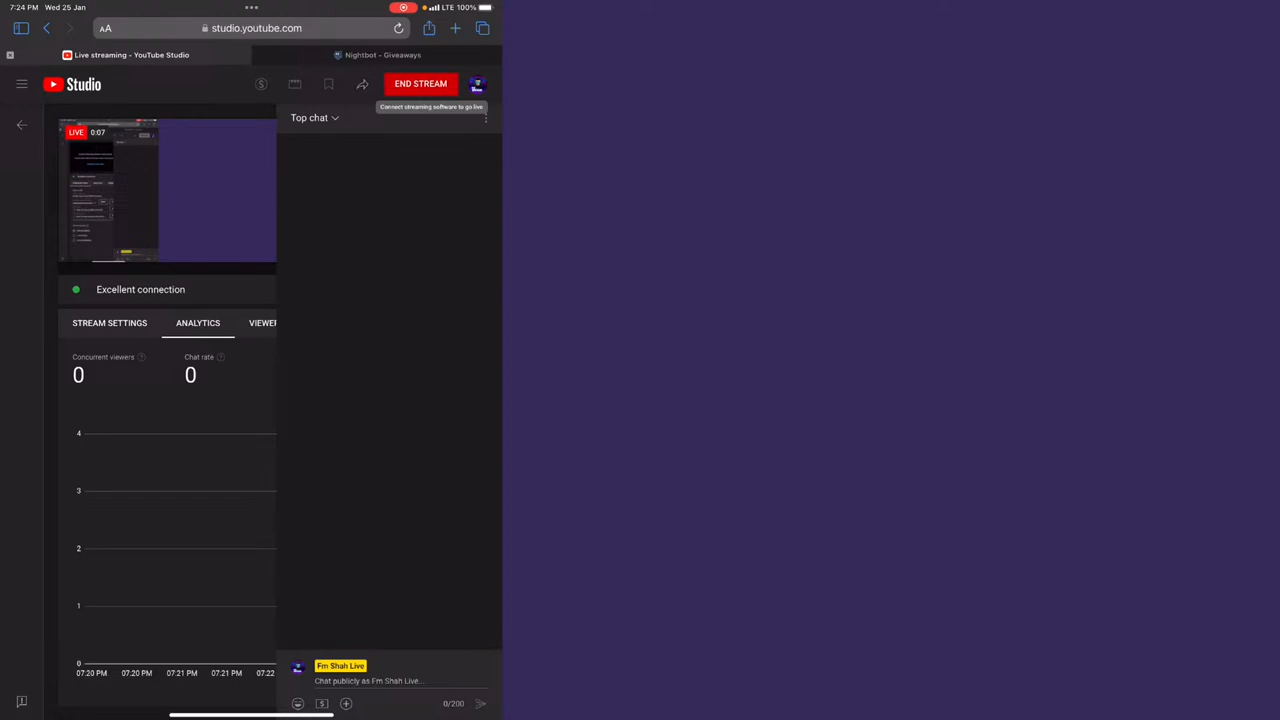 7:24 PM Wed 25 Jan
LTE 100%
AA
studio.youtube.com
Live streaming - YouTube Studio
Nightbot - Giveaways
Studio
END STREAM
Connect streaming software to go live
Top chat
LIVE 0:07
Excellent connection
STREAM SETTINGS
ANALYTICS
VIEWER
Concurrent viewers ?
Chat rate ?
0
0
4
3
2
1
0
07:20 PM 07:20 PM 07:21 PM 07:21 PM 07:22
Fm Shah Live
Chat publicly as Fm Shah Live...
0/200